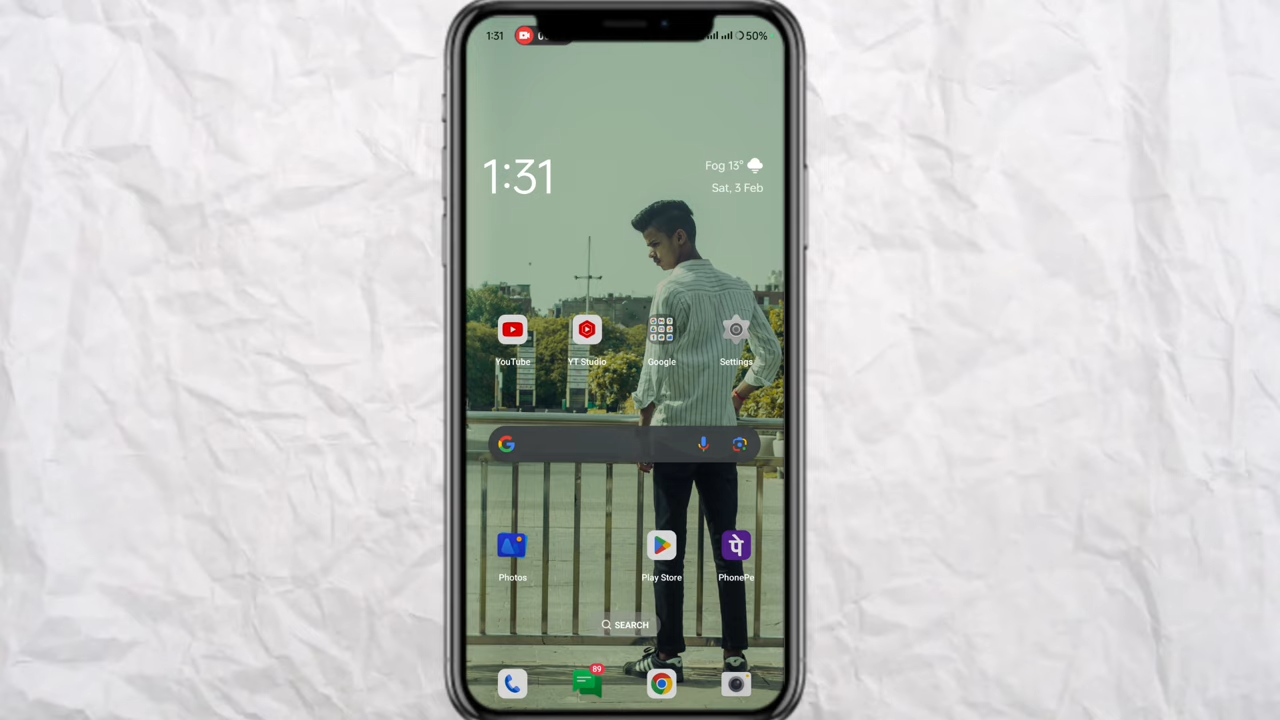 1:31
50%
1:31
Fog 13°
Sat, 3 Feb
YouTube
YT Studio
Google
Settings
Photos
Play Store
PhonePe
SEARCH
89